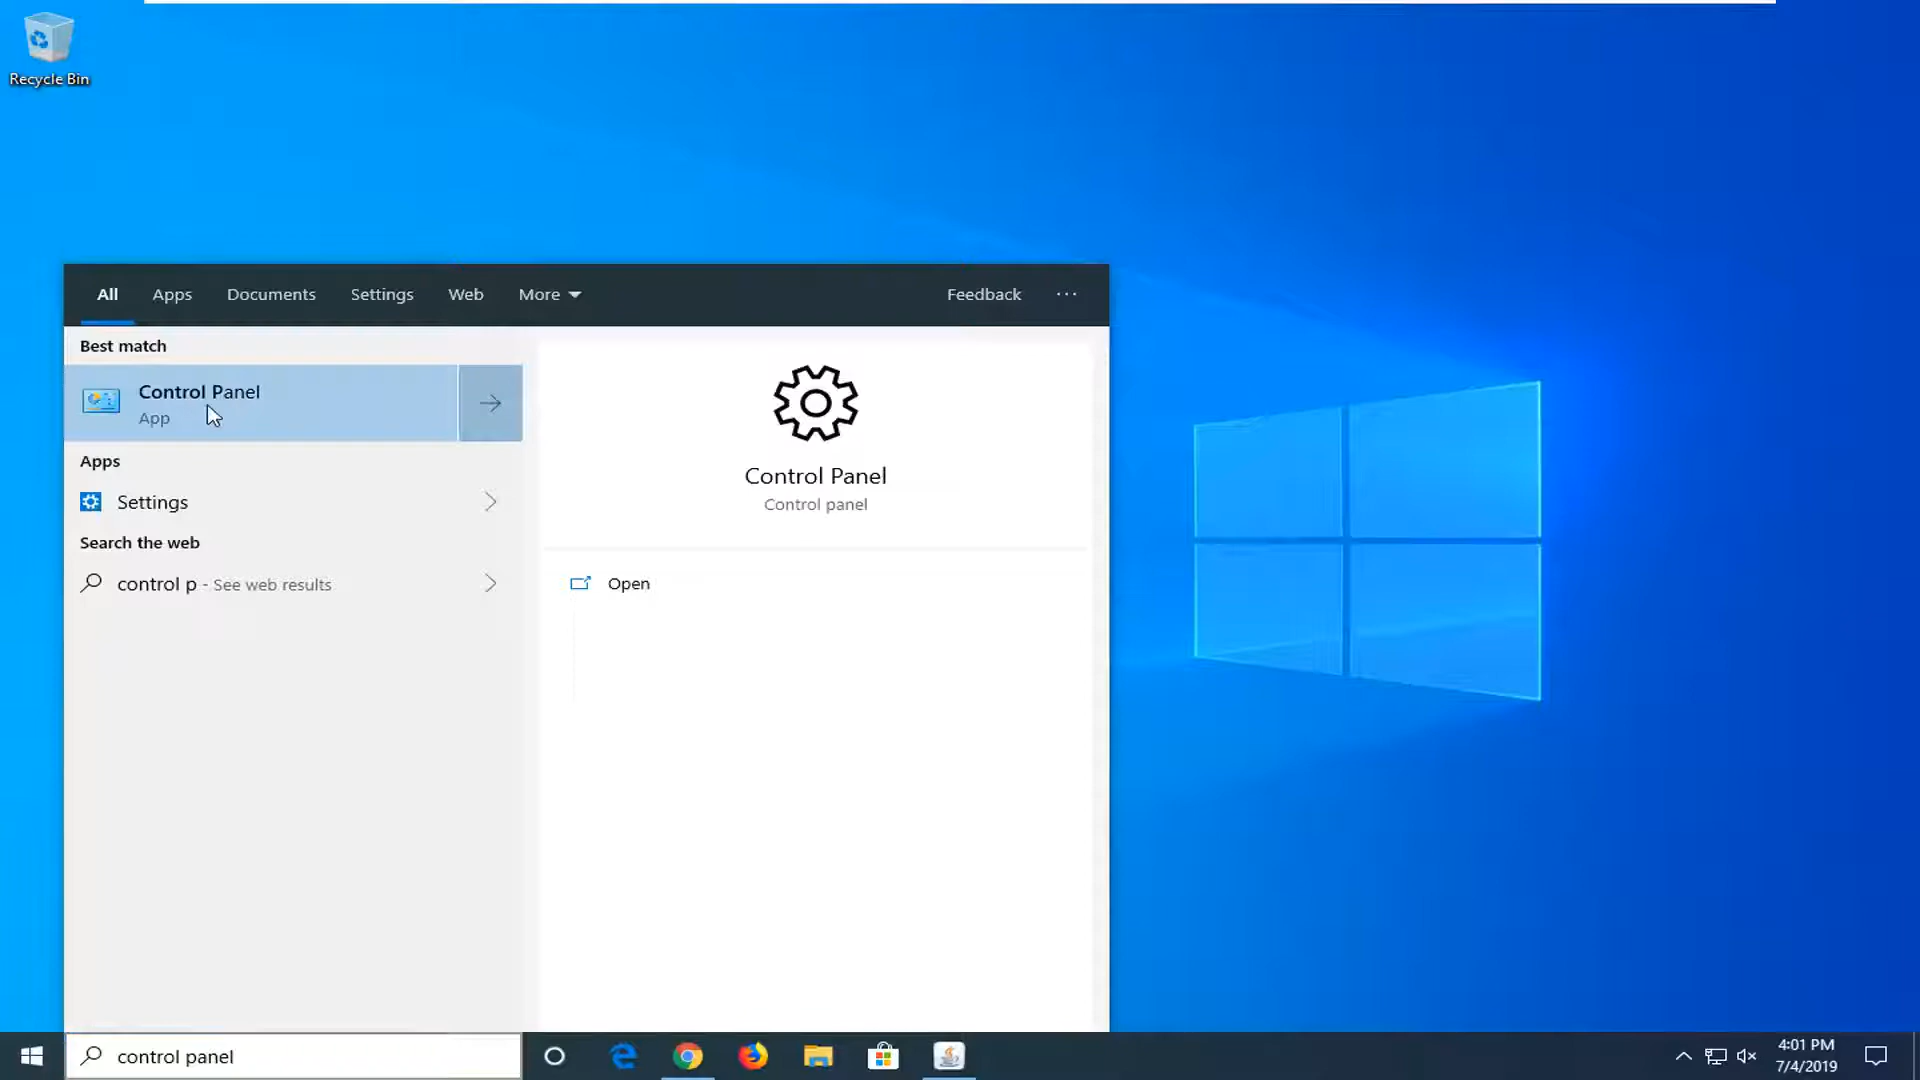 Recycle Bin
All Apps Documents Settings Web More Feedback ...
Best match
Control Panel
App
Apps
Settings
Search the web
control p - See web results
Control Panel
Control panel
Open
control panel
4:01 PM
7/4/2019